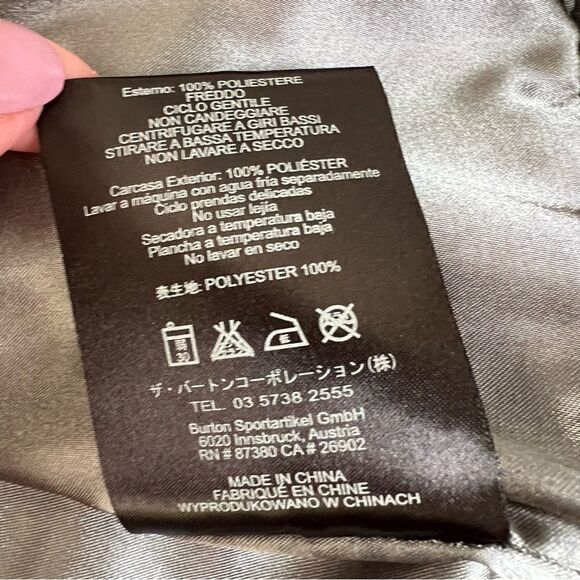 Esterno: 100% POLIESTERE
FREDDO
CICLO GENTILE
NON CANDEGGIARE
CENTRIFUGARE A GIRI BASSI
STIRARE A BASSA TEMPERATURA
NON LAVARE A SECCO
Carcasa Exterior: 100% POLIÉSTER
Lavar a máquina con agua fría separadamente
Ciclo prendas delicadas
No usar tejía
Secadora a temperatura baja
Plancha a temperatura baja
No lavar en seco
表生地: POLYESTER 100%
弱
30
ザ・バートンコーポレーション(株)
TEL. 03 5738 2555
Burton Sportartikel GmbH
6020 Innsbruck, Austria
RN # 87380 CA # 26902
MADE IN CHINA
FABRIQUÉ EN CHINE
WYPRODUKOWANO W CHINACH